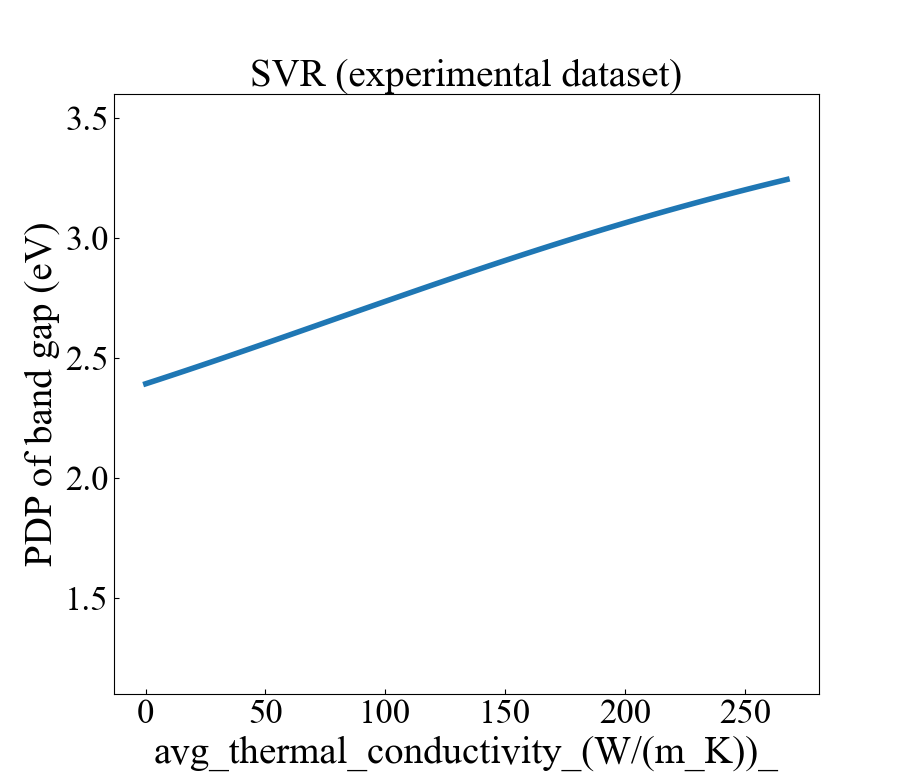 SVR (experimental dataset)
PDP of band gap (eV)
3.5
3.0
2.5
2.0
1.5
0 50 100 150 200 250
avg_thermal_conductivity_(W/(m_K))_